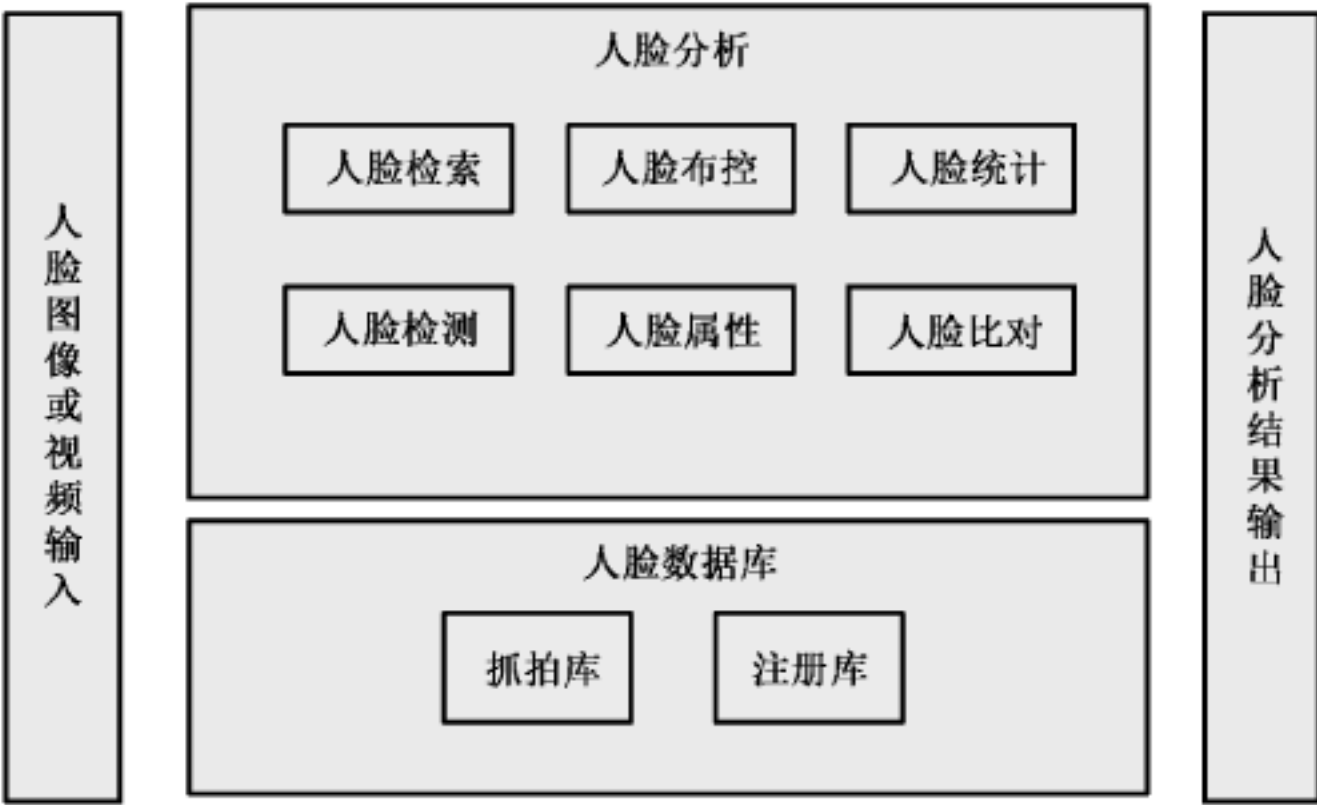 人脸图像或视频输入
人脸分析
人脸检索
人脸布控
人脸统计
人脸检测
人脸属性
人脸比对
人脸数据库
抓拍库
注册库
人脸分析结果输出